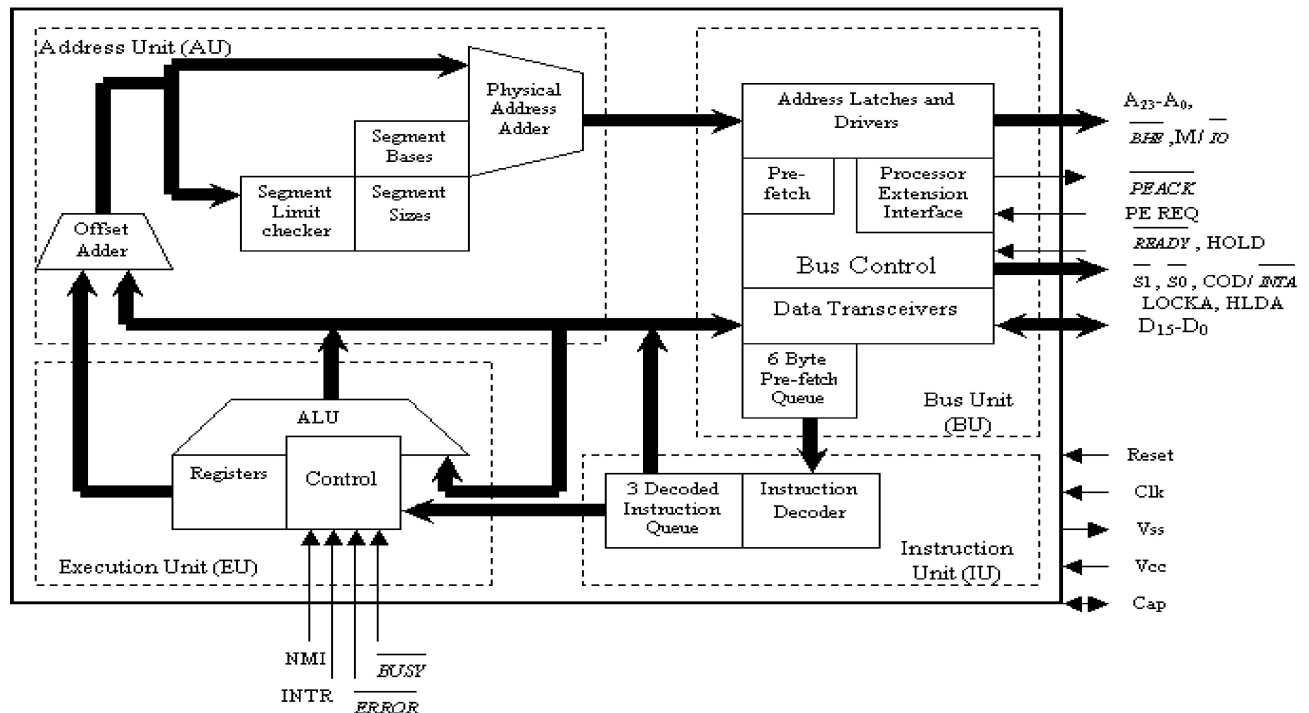 Address Unit (AU)
Physical
Address
Adder
Segment
Bases
Segment
Limit
checker
Segment
Sizes
Offset
Adder
Address Latches and
Drivers
Pre-
fetch
Processor
Extension
Interface
Bus Control
Data Transceivers
6 Byte
Pre-fetch
Queue
Bus Unit
(BU)
A23-A0,
BHE ,M/ IO
PEACK
PE REQ
READY , HOLD
S1, S0, COD/ INTA
LOCKA, HLDA
D15-D0
ALU
Registers
Control
Execution Unit (EU)
3 Decoded
Instruction
Queue
Instruction
Decoder
Instruction
Unit (IU)
Reset
Clk
Vss
Vcc
Cap
NMI
INTR
BUSY
ERROR